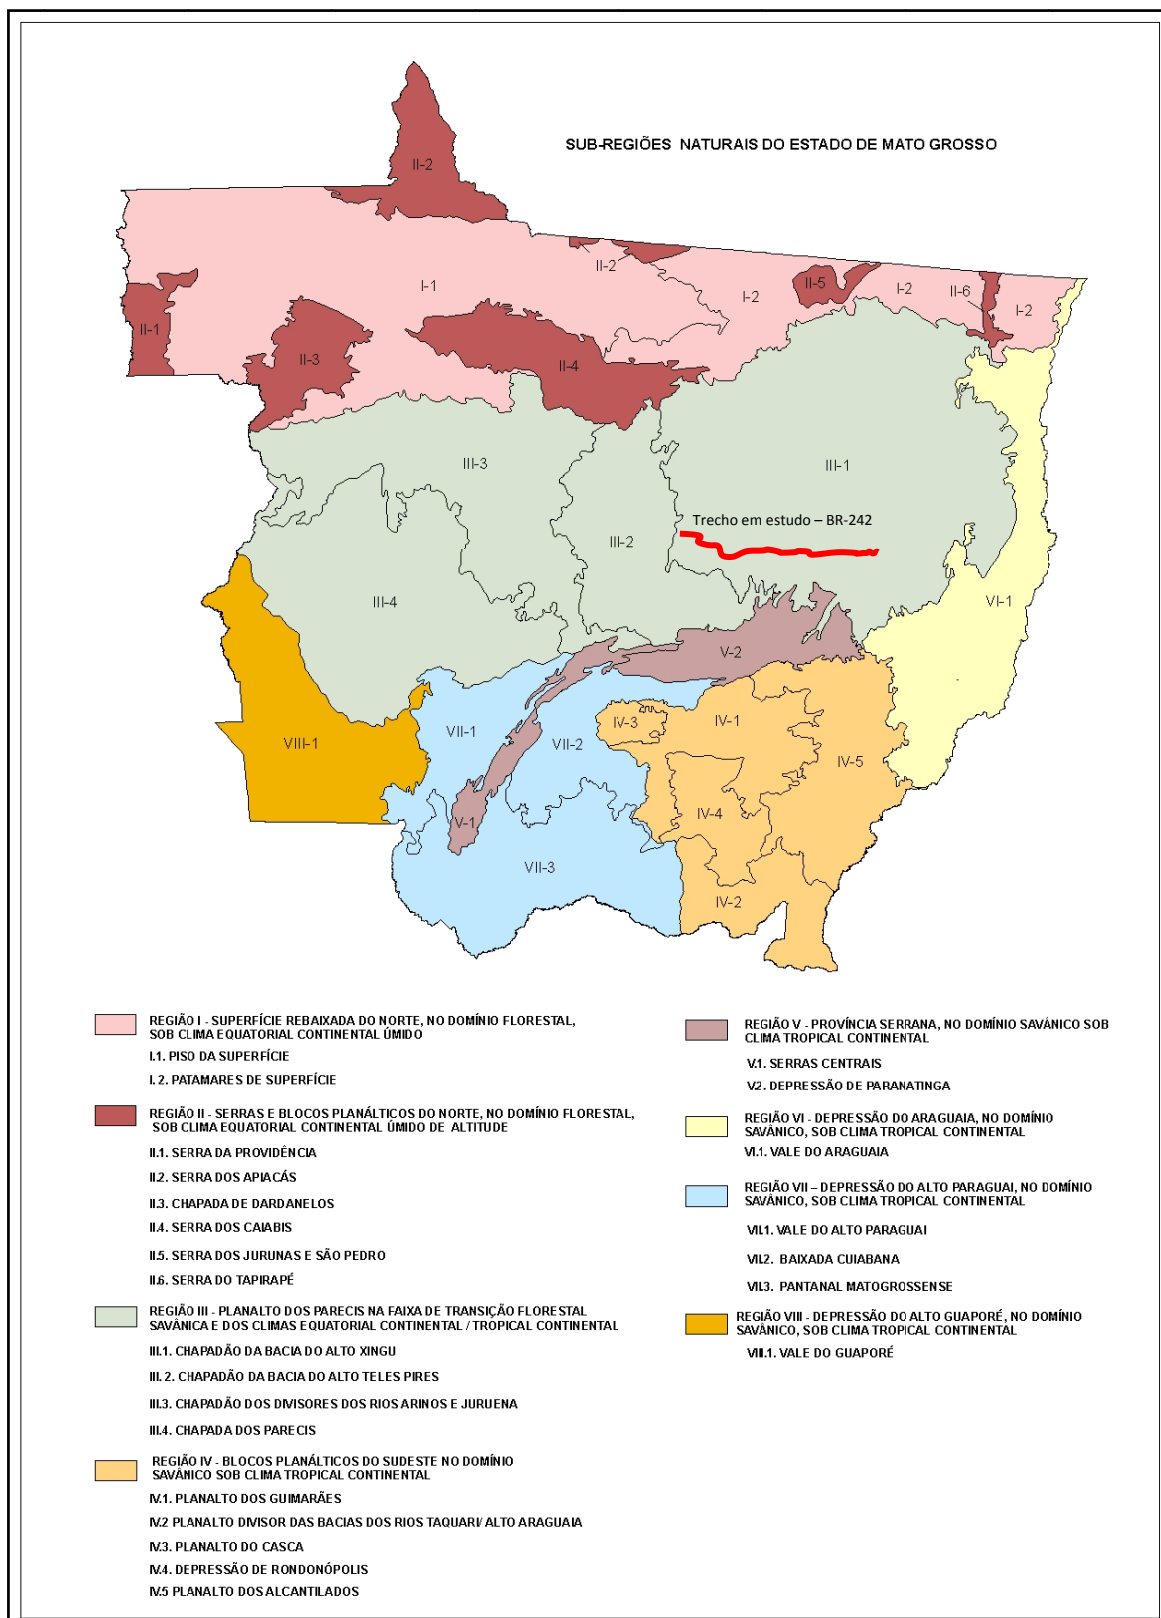 SUB-REGIÕES NATURAIS DO ESTADO DE MATO GROSSO
II-2
II-2
I-1
I-2
II-5
I-2
II-6
I-2
II-1
II-3
II-4
III-3
III-1
Trecho em estudo – BR-242
III-2
III-4
VI-1
V-2
VII-1
IV-3
IV-1
VIII-1
VII-2
IV-5
V-1
IV-4
VII-3
IV-2
REGIÃO I - SUPERFÍCIE REBAIXADA DO NORTE, NO DOMÍNIO FLORESTAL,
SOB CLIMA EQUATORIAL CONTINENTAL ÚMIDO
I.1. PISO DA SUPERFÍCIE
I. 2. PATAMARES DE SUPERFÍCIE
REGIÃO II - SERRAS E BLOCOS PLANÁLTICOS DO NORTE, NO DOMÍNIO FLORESTAL,
SOB CLIMA EQUATORIAL CONTINENTAL ÚMIDO DE ALTITUDE
II.1. SERRA DA PROVIDÊNCIA
II.2. SERRA DOS APIACÁS
II.3. CHAPADA DE DARDANELOS
II.4. SERRA DOS CAIABIS
II.5. SERRA DOS JURUNAS E SÃO PEDRO
II.6. SERRA DO TAPIRAPÉ
REGIÃO III - PLANALTO DOS PARECIS NA FAIXA DE TRANSIÇÃO FLORESTAL
SAVÂNICA E DOS CLIMAS EQUATORIAL CONTINENTAL / TROPICAL CONTINENTAL
III.1. CHAPADÃO DA BACIA DO ALTO XINGU
III. 2. CHAPADÃO DA BACIA DO ALTO TELES PIRES
III.3. CHAPADÃO DOS DIVISORES DOS RIOS ARINOS E JURUENA
III.4. CHAPADA DOS PARECIS
REGIÃO IV - BLOCOS PLANÁLTICOS DO SUDESTE NO DOMÍNIO
SAVÂNICO SOB CLIMA TROPICAL CONTINENTAL
IV.1. PLANALTO DOS GUIMARÃES
IV.2 PLANALTO DIVISOR DAS BACIAS DOS RIOS TAQUARI/ ALTO ARAGUAIA
IV.3. PLANALTO DO CASCA
IV.4. DEPRESSÃO DE RONDONÓPOLIS
IV.5 PLANALTO DOS ALCANTILADOS
REGIÃO V - PROVÍNCIA SERRANA, NO DOMÍNIO SAVÂNICO SOB
CLIMA TROPICAL CONTINENTAL
V.1. SERRAS CENTRAIS
V.2. DEPRESSÃO DE PARANATINGA
REGIÃO VI - DEPRESSÃO DO ARAGUAIA, NO DOMÍNIO
SAVÂNICO, SOB CLIMA TROPICAL CONTINENTAL
VI.1. VALE DO ARAGUAIA
REGIÃO VII – DEPRESSÃO DO ALTO PARAGUAI, NO DOMÍNIO
SAVÂNICO, SOB CLIMA TROPICAL CONTINENTAL
VII.1. VALE DO ALTO PARAGUAI
VII.2. BAIXADA CUIABANA
VII.3. PANTANAL MATOGROSSENSE
REGIÃO VIII - DEPRESSÃO DO ALTO GUAPORÉ, NO DOMÍNIO
SAVÂNICO, SOB CLIMA TROPICAL CONTINENTAL
VIII.1. VALE DO GUAPORÉ